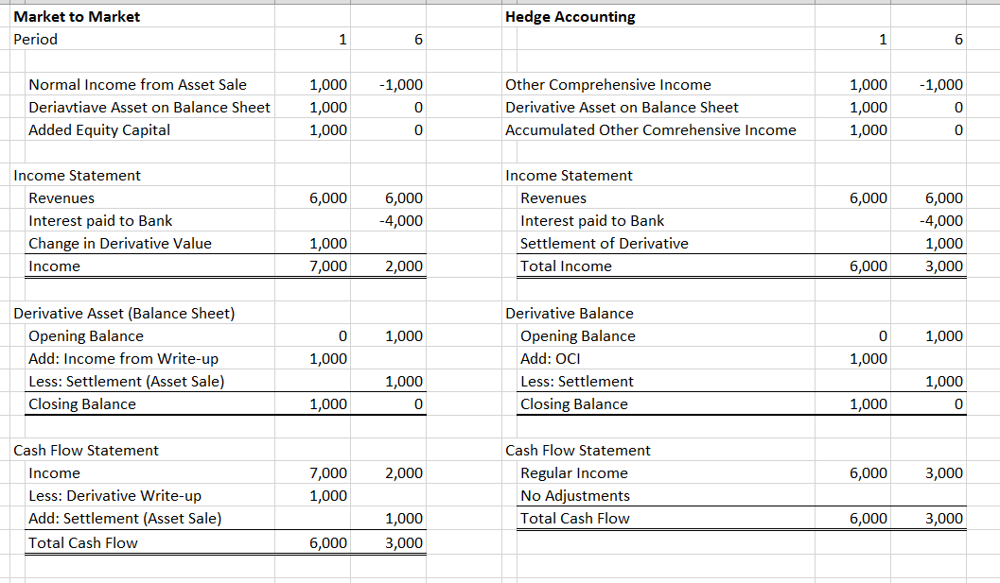 Market to Market Hedge Accounting
Period 1 6 1 6
Normal Income from Asset Sale 1,000 -1,000 Other Comprehensive Income 1,000 -1,000
Deriavtiave Asset on Balance Sheet 1,000 0 Derivative Asset on Balance Sheet 1,000 0
Added Equity Capital 1,000 0 Accumulated Other Comrehensive Income 1,000 0
Income Statement Income Statement
Revenues 6,000 6,000 Revenues 6,000 6,000
Interest paid to Bank -4,000 Interest paid to Bank -4,000
Change in Derivative Value 1,000 Settlement of Derivative 1,000
Income 7,000 2,000 Total Income 6,000 3,000
Derivative Asset (Balance Sheet) Derivative Balance
Opening Balance 0 1,000 Opening Balance 0 1,000
Add: Income from Write-up 1,000 Add: OCI 1,000
Less: Settlement (Asset Sale) 1,000 Less: Settlement 1,000
Closing Balance 1,000 0 Closing Balance 1,000 0
Cash Flow Statement Cash Flow Statement
Income 7,000 2,000 Regular Income 6,000 3,000
Less: Derivative Write-up 1,000 No Adjustments
Add: Settlement (Asset Sale) 1,000 Total Cash Flow 6,000 3,000
Total Cash Flow 6,000 3,000